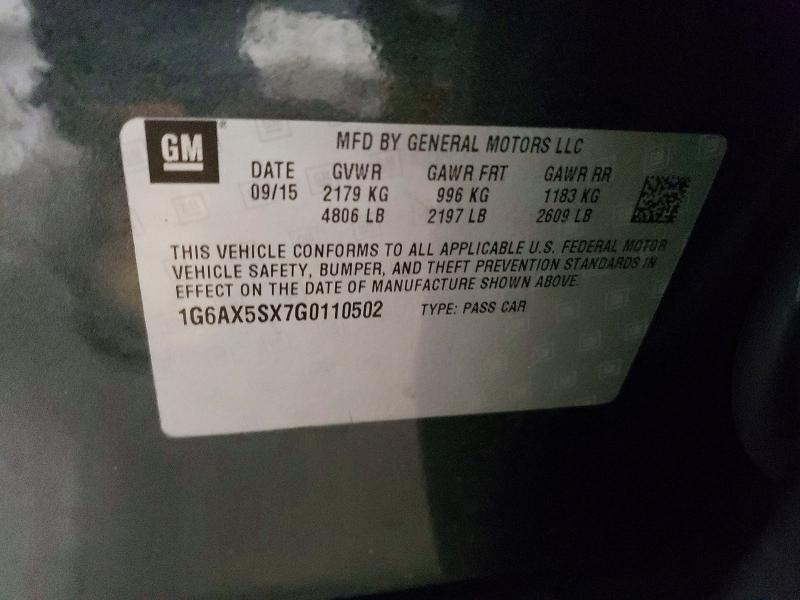 GM
MFD BY GENERAL MOTORS LLC
DATE GVWR GAWR FRT GAWR RR
09/15 2179 KG 996 KG 1183 KG
4806 LB 2197 LB 2609 LB
THIS VEHICLE CONFORMS TO ALL APPLICABLE U.S. FEDERAL MOTOR
VEHICLE SAFETY, BUMPER, AND THEFT PREVENTION STANDARDS IN
EFFECT ON THE DATE OF MANUFACTURE SHOWN ABOVE.
1G6AX5SX7G0110502 TYPE: PASS CAR